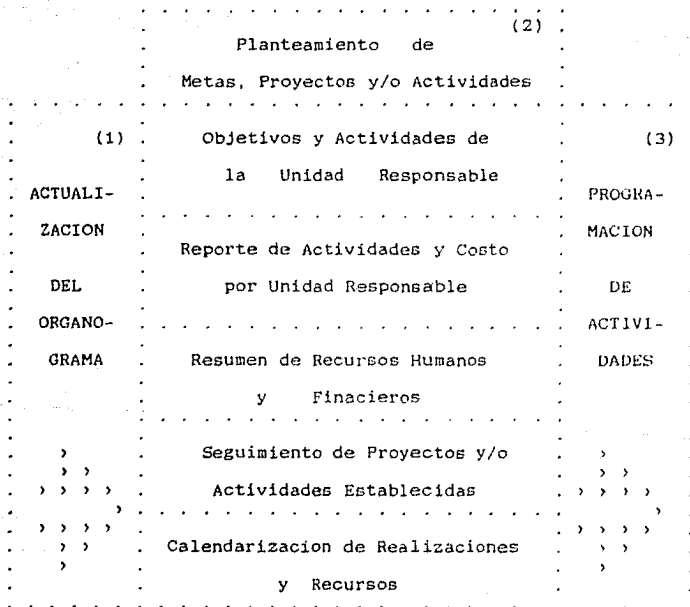 (2)
Planteamiento de
Metas, Proyectos y/o Actividades
(1)
ACTUALI-
ZACION
DEL
ORGANO-
GRAMA
Objetivos y Actividades de
la Unidad Responsable
Reporte de Actividades y Costo
por Unidad Responsable
Resumen de Recursos Humanos
y Finacieros
Seguimiento de Proyectos y/o
Actividades Establecidas
Calendarizacion de Realizaciones
y Recursos
(3)
PROGRA-
MACION
DE
ACTIVI-
DADES